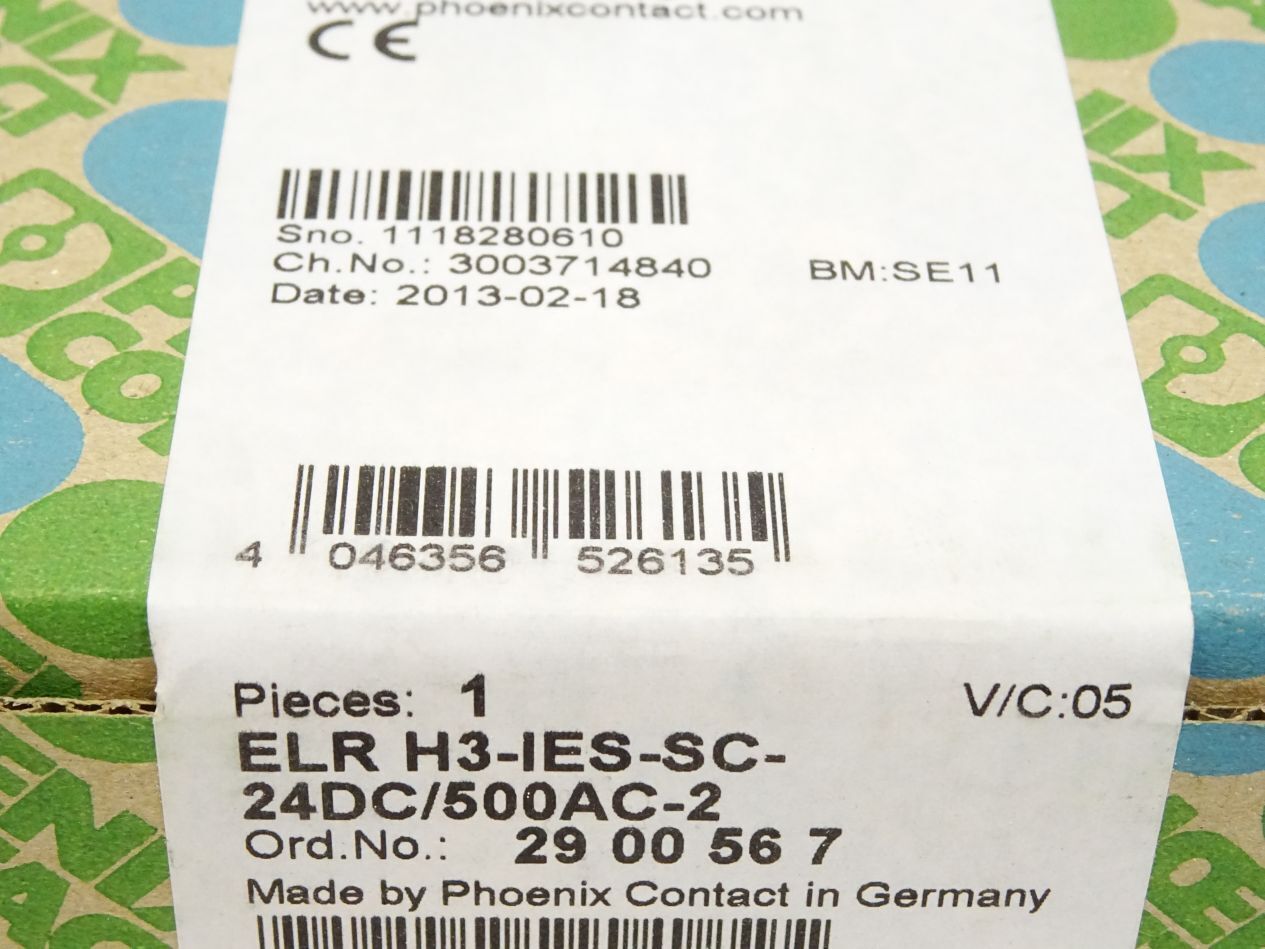 www.phoenixcontact.com
CE
Sno. 1118280610
Ch.No.: 3003714840 BM:SE11
Date: 2013-02-18
4 046356 526135
Pieces: 1 V/C:05
ELR H3-IES-SC-
24DC/500AC-2
Ord.No.: 29 00 56 7
Made by Phoenix Contact in Germany